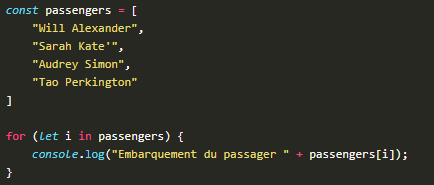 const passengers = [
    "Will Alexander",
    "Sarah Kate'",
    "Audrey Simon",
    "Tao Perkington"
]
for (let i in passengers) {
    console.log("Embarquement du passager " + passengers[i]);
}